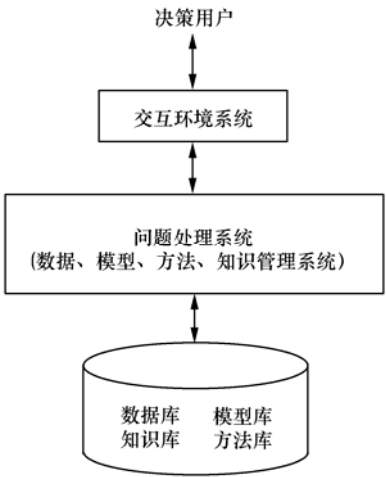 决策用户
交互环境系统
问题处理系统
(数据、模型、方法、知识管理系统)
数据库 模型库
知识库 方法库